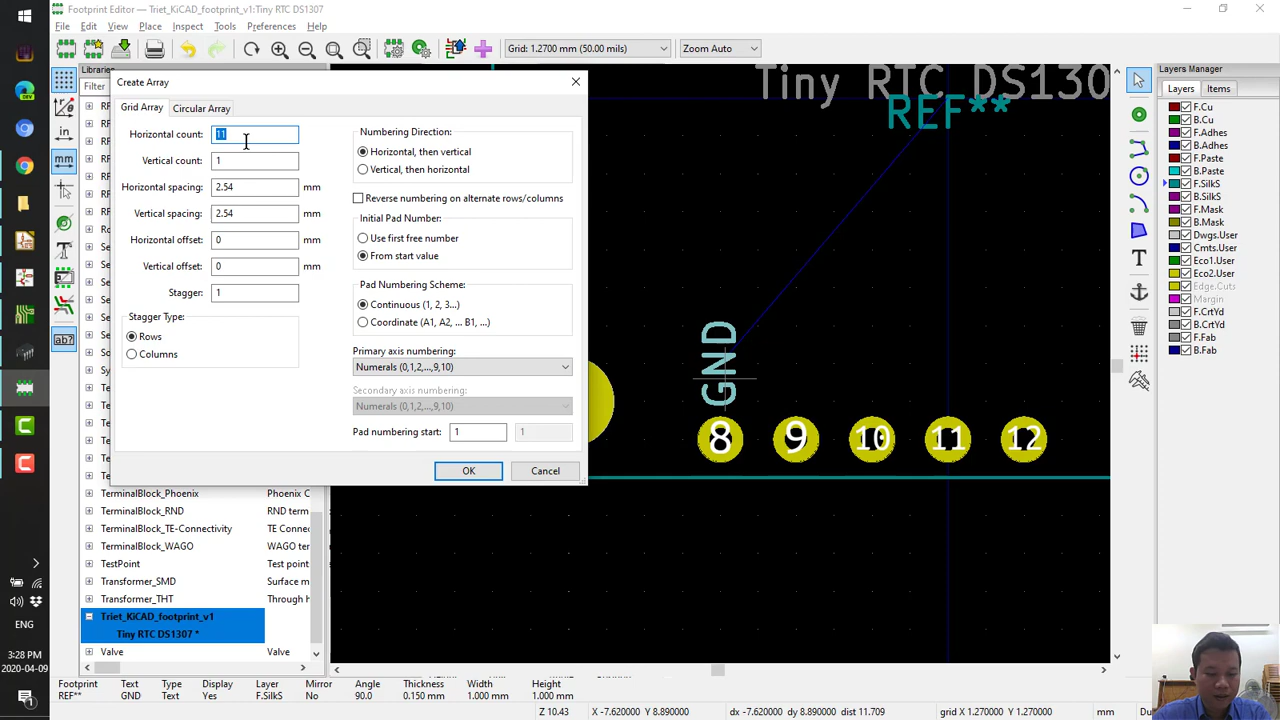 Footprint Editor — Footprint Editor - Triet_KiCAD_footprint_v1:Tiny RTC DS1307
File Edit View Place Inspect Tools Preferences Help
Grid: 1.2700 mm (50.00 mils)
Zoom Auto
Libraries
Filter
Create Array
Grid Array
Circular Array
Horizontal count: 11
Vertical count: 1
Horizontal spacing: 2.54 mm
Vertical spacing: 2.54 mm
Horizontal offset: 0 mm
Vertical offset: 0 mm
Stagger: 1
Stagger Type:
Rows
Columns
Numbering Direction:
Horizontal, then vertical
Vertical, then horizontal
Reverse numbering on alternate rows/columns
Initial Pad Number:
Use first free number
From start value
Pad Numbering Scheme:
Continuous (1, 2, 3...)
Coordinate (A1, A2, ... B1, ...)
Primary axis numbering:
Numerals (0,1,2,...,9,10)
Secondary axis numbering:
Numerals (0,1,2,...,9,10)
Pad numbering start: 1 1
OK
Cancel
TerminalBlock_Phoenix Phoenix C
TerminalBlock_RND RND term
TerminalBlock_TE-Connectivity TE Connec
TerminalBlock_WAGO WAGO ter
TestPoint Test point
Transformer_SMD Surface m
Transformer_THT Through h
Triet_KiCAD_footprint_v1
Tiny RTC DS1307 *
Valve Valve
in
mm
ab?
Tiny RTC DS1307
REF**
GND
8 9 10 11 12
Layers Manager
Layers Items
F.Cu
B.Cu
F.Adhes
B.Adhes
F.Paste
B.Paste
F.SilkS
B.SilkS
F.Mask
B.Mask
Dwgs.User
Cmts.User
Eco1.User
Eco2.User
Edge.Cuts
Margin
F.CrtYd
B.CrtYd
F.Fab
B.Fab
ENG
3:28 PM
2020-04-09
Footprint Text Display Layer Mirror Angle Thickness Width Height
REF** GND Text Yes F.SilkS No 90.0 0.150 mm 1.000 mm 1.000 mm
Z 10.43 X -7.620000 Y 8.890000 dx -7.620000 dy 8.890000 dist 11.709 grid X 1.270000 Y 1.270000 mm